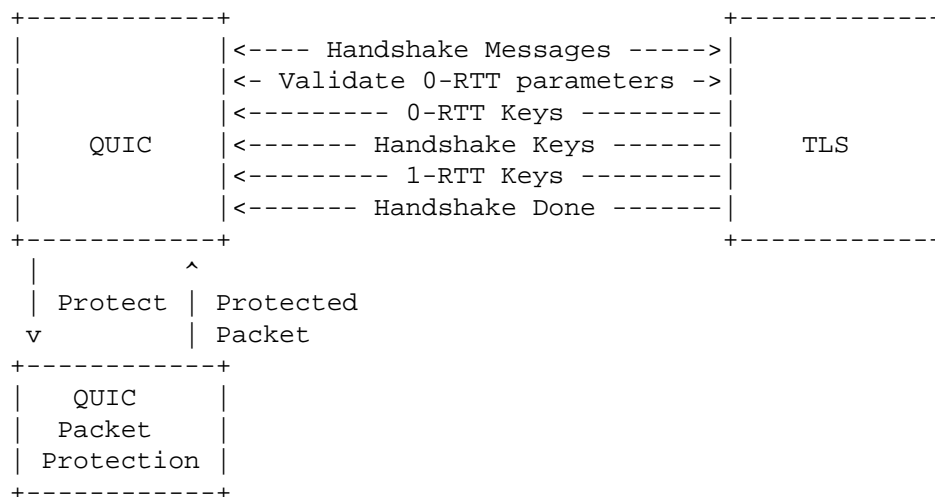 +------------+                               +-------------
|            |<---- Handshake Messages ----->|
|            |<- Validate 0-RTT parameters ->|
|            |<--------- 0-RTT Keys ---------|
|    QUIC    |<------- Handshake Keys -------|     TLS
|            |<--------- 1-RTT Keys ---------|
|            |<------- Handshake Done -------|
+------------+                               +-------------
 |         ^
 | Protect | Protected
 v         | Packet
+------------+
|   QUIC     |
|  Packet    |
| Protection |
+------------+